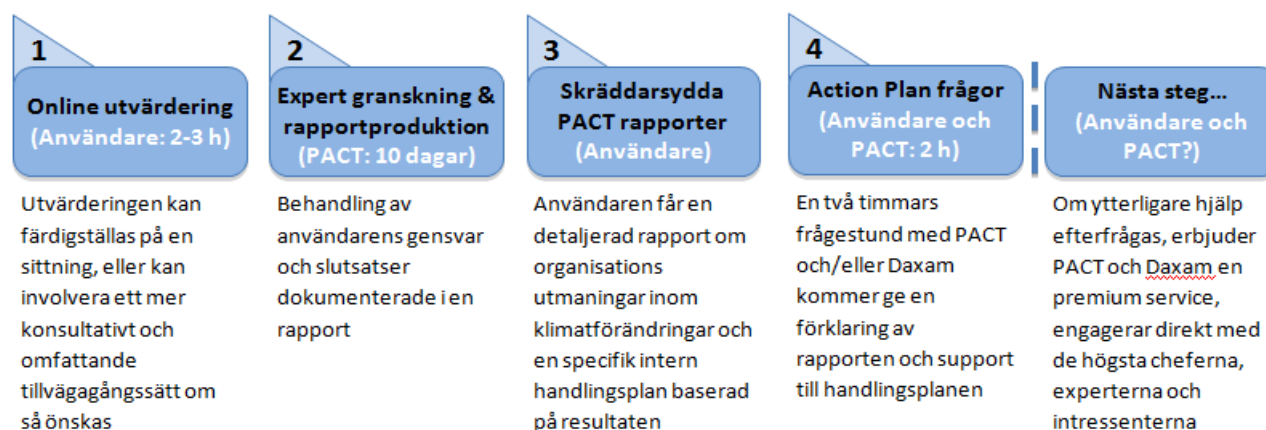 1
Online utvärdering
(Användare: 2-3 h)
Utvärderingen kan
färdigställas på en
sittning, eller kan
involvera ett mer
konsultativt och
omfattande
tillvägagångssätt om
så önskas
2
Expert granskning &
rapportproduktion
(PACT: 10 dagar)
Behandling av
användarens gensvar
och slutsatser
dokumenterade i en
rapport
3
Skräddarsydda
PACT rapporter
(Användare)
Användaren får en
detaljerad rapport om
organisations
utmaningar inom
klimatförändringar och
en specifik intern
handlingsplan baserad
på resultaten
4
Action Plan frågor
(Användare och
PACT: 2 h)
En två timmars
frågestund med PACT
och/eller Daxam
kommer ge en
förklaring av
rapporten och support
till handlingsplanen
Nästa steg...
(Användare och
PACT?)
Om ytterligare hjälp
efterfrågas, erbjuder
PACT och Daxam en
premium service,
engagerar direkt med
de högsta cheferna,
experterna och
intressenterna